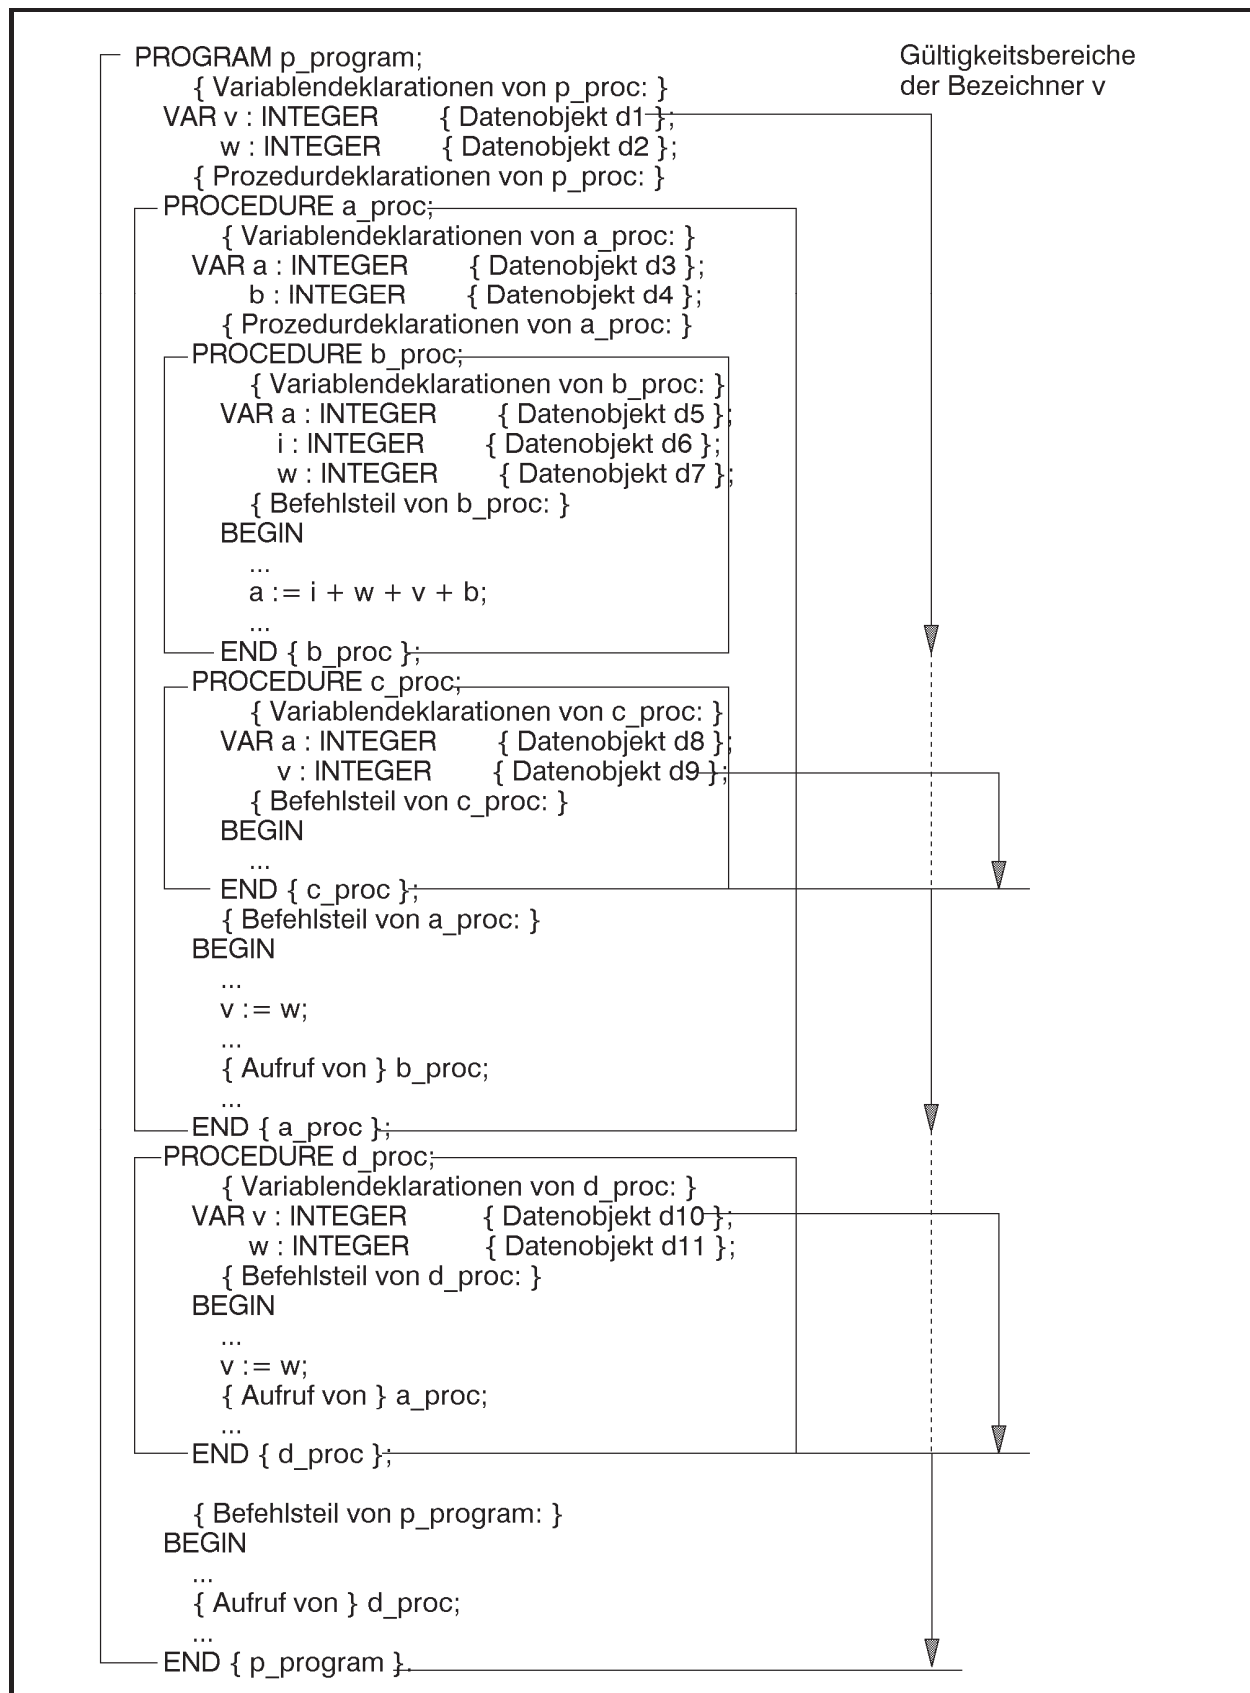 PROGRAM p_program;
Gültigkeitsbereiche
der Bezeichner v
{ Variablendeklarationen von p_proc: }
VAR v : INTEGER { Datenobjekt d1 };
w : INTEGER { Datenobjekt d2 };
{ Prozedurdeklarationen von p_proc: }
PROCEDURE a_proc;
{ Variablendeklarationen von a_proc: }
VAR a : INTEGER { Datenobjekt d3 };
b : INTEGER { Datenobjekt d4 };
{ Prozedurdeklarationen von a_proc: }
PROCEDURE b_proc;
{ Variablendeklarationen von b_proc: }
VAR a : INTEGER { Datenobjekt d5 };
i : INTEGER { Datenobjekt d6 };
w : INTEGER { Datenobjekt d7 };
{ Befehlsteil von b_proc: }
BEGIN
...
a := i + w + v + b;
...
END { b_proc };
PROCEDURE c_proc;
{ Variablendeklarationen von c_proc: }
VAR a : INTEGER { Datenobjekt d8 };
v : INTEGER { Datenobjekt d9 };
{ Befehlsteil von c_proc: }
BEGIN
...
END { c_proc };
{ Befehlsteil von a_proc: }
BEGIN
...
v := w;
...
{ Aufruf von } b_proc;
...
END { a_proc };
PROCEDURE d_proc;
{ Variablendeklarationen von d_proc: }
VAR v : INTEGER { Datenobjekt d10 };
w : INTEGER { Datenobjekt d11 };
{ Befehlsteil von d_proc: }
BEGIN
...
v := w;
{ Aufruf von } a_proc;
...
END { d_proc };
{ Befehlsteil von p_program: }
BEGIN
...
{ Aufruf von } d_proc;
...
END { p_program }.